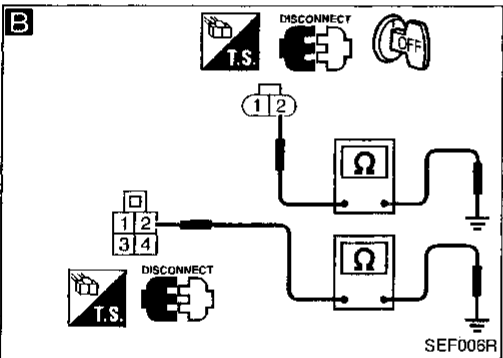 B
DISCONNECT
T.S.
OFF
1 2
Ω
1 2
3 4
Ω
DISCONNECT
T.S.
SEF006R